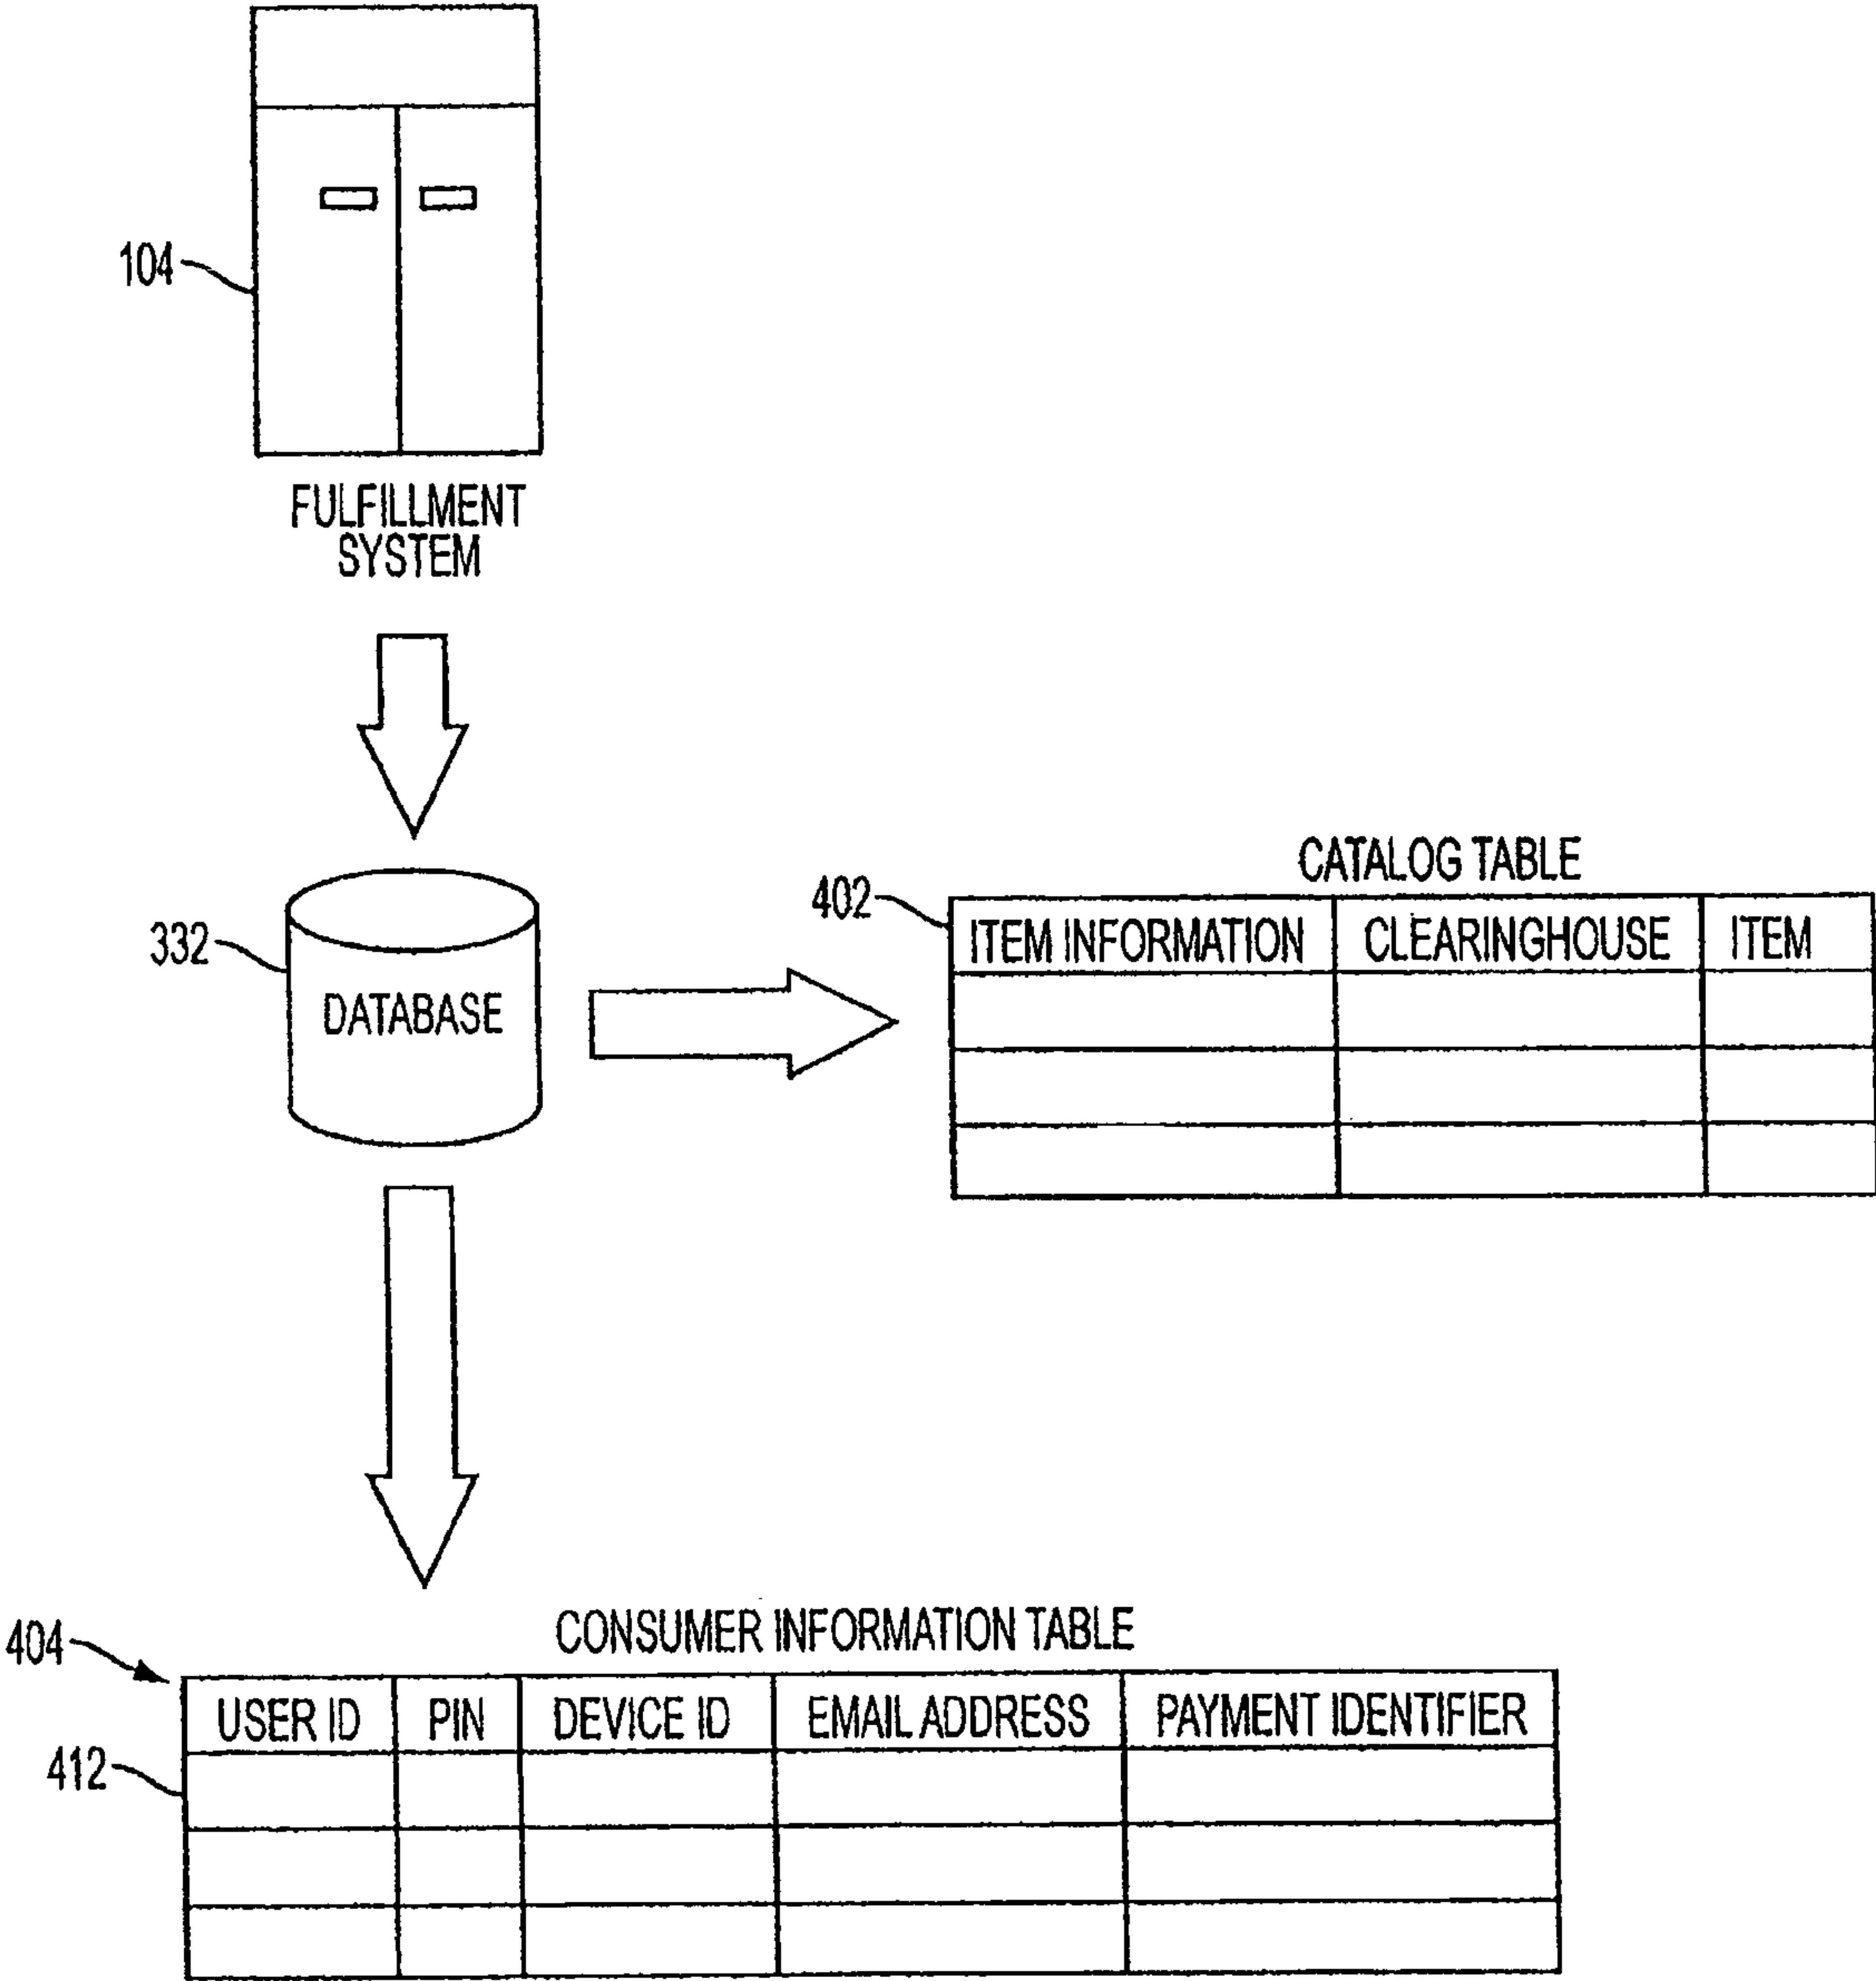 104
FULFILLMENT
SYSTEM
CATALOG TABLE
402
ITEM INFORMATION CLEARINGHOUSE ITEM
332
DATABASE
CONSUMER INFORMATION TABLE
404
USER ID PIN DEVICE ID EMAIL ADDRESS PAYMENT IDENTIFIER
412